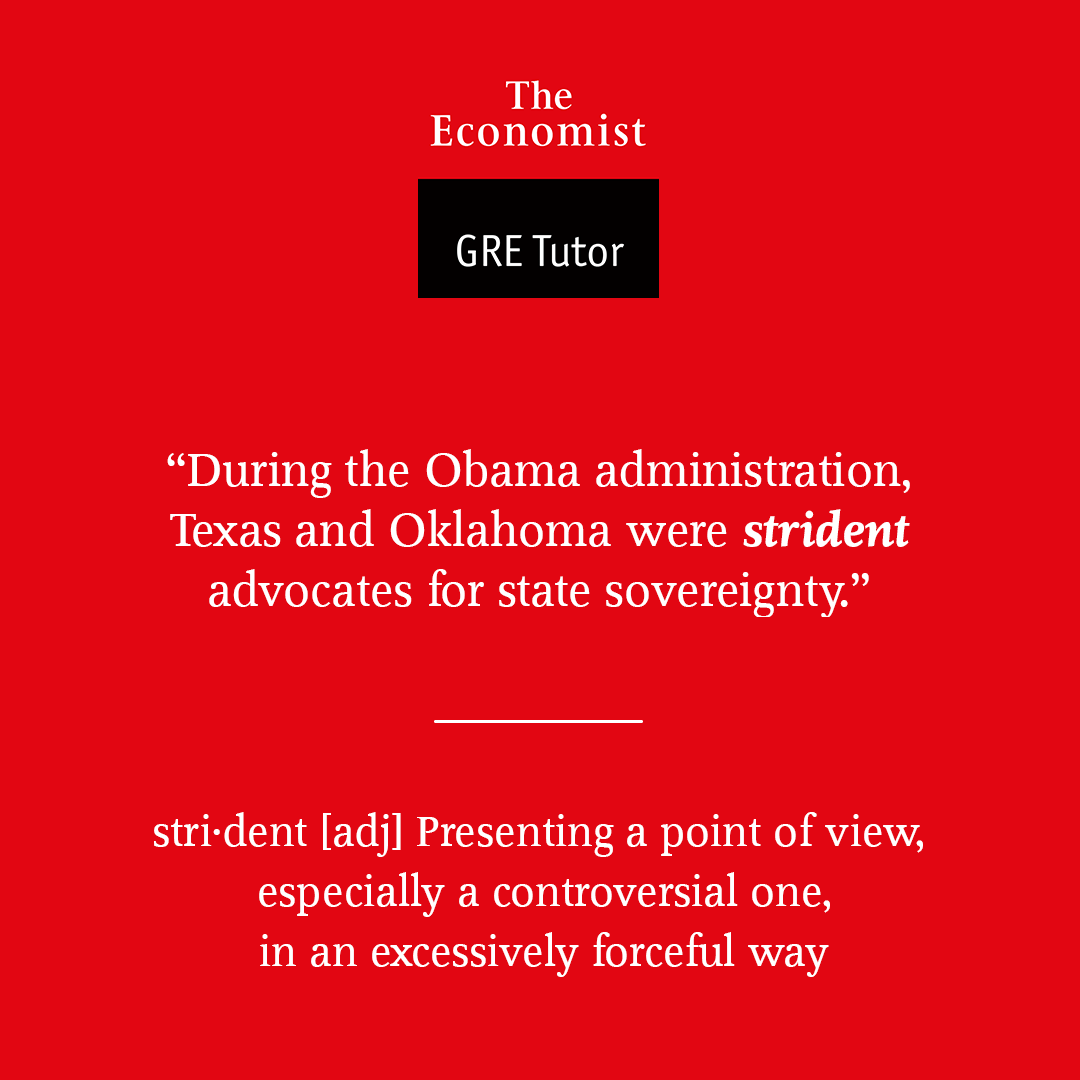 The
Economist
GRE Tutor
“During the Obama administration,
Texas and Oklahoma were strident
advocates for state sovereignty.”
stri·dent [adj] Presenting a point of view,
especially a controversial one,
in an excessively forceful way